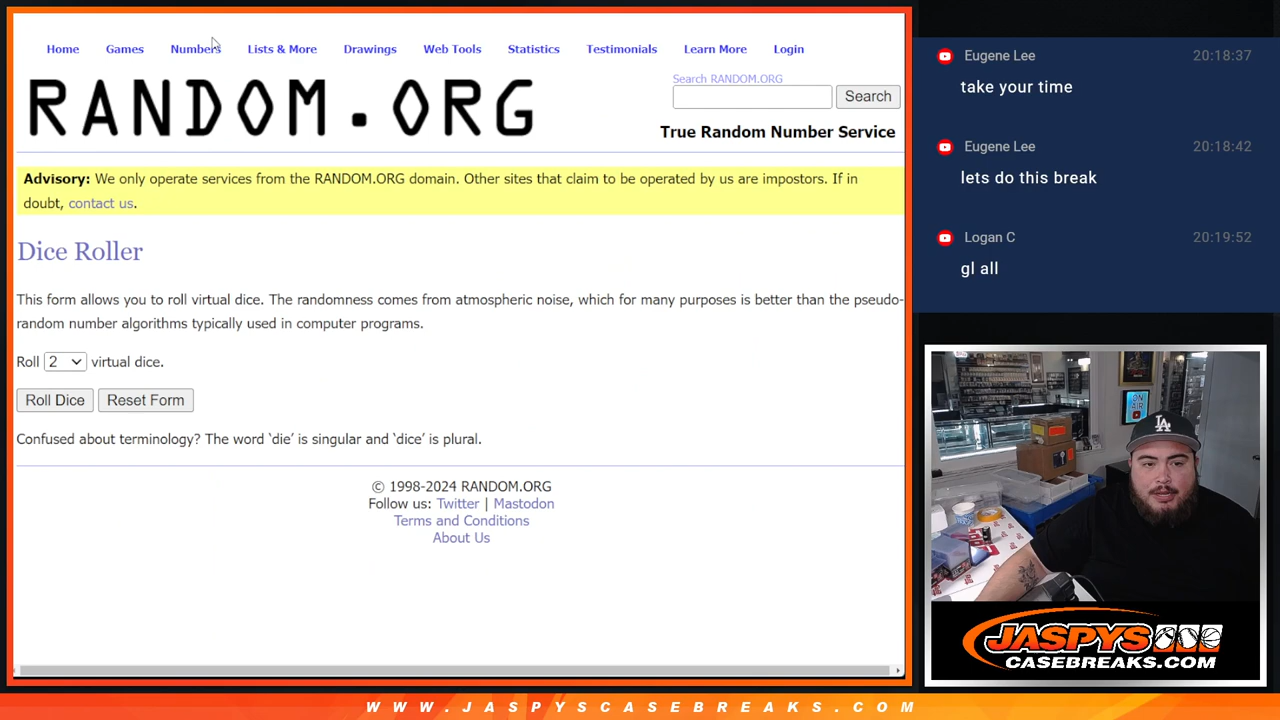 Home Games Numbers Lists & More Drawings Web Tools Statistics Testimonials Learn More Login
RANDOM.ORG
Search RANDOM.ORG
Search
True Random Number Service
Advisory: We only operate services from the RANDOM.ORG domain. Other sites that claim to be operated by us are impostors. If in
doubt, contact us.
Dice Roller
This form allows you to roll virtual dice. The randomness comes from atmospheric noise, which for many purposes is better than the pseudo-
random number algorithms typically used in computer programs.
Roll 2 virtual dice.
Roll Dice Reset Form
Confused about terminology? The word ‘die’ is singular and ‘dice’ is plural.
© 1998-2024 RANDOM.ORG
Follow us: Twitter | Mastodon
Terms and Conditions
About Us
Eugene Lee 20:18:37
take your time
Eugene Lee 20:18:42
lets do this break
Logan C 20:19:52
gl all
ON
AIR
LA
JASPYS
CASEBREAKS.COM
WWW.JASPYSCASEBREAKS.COM